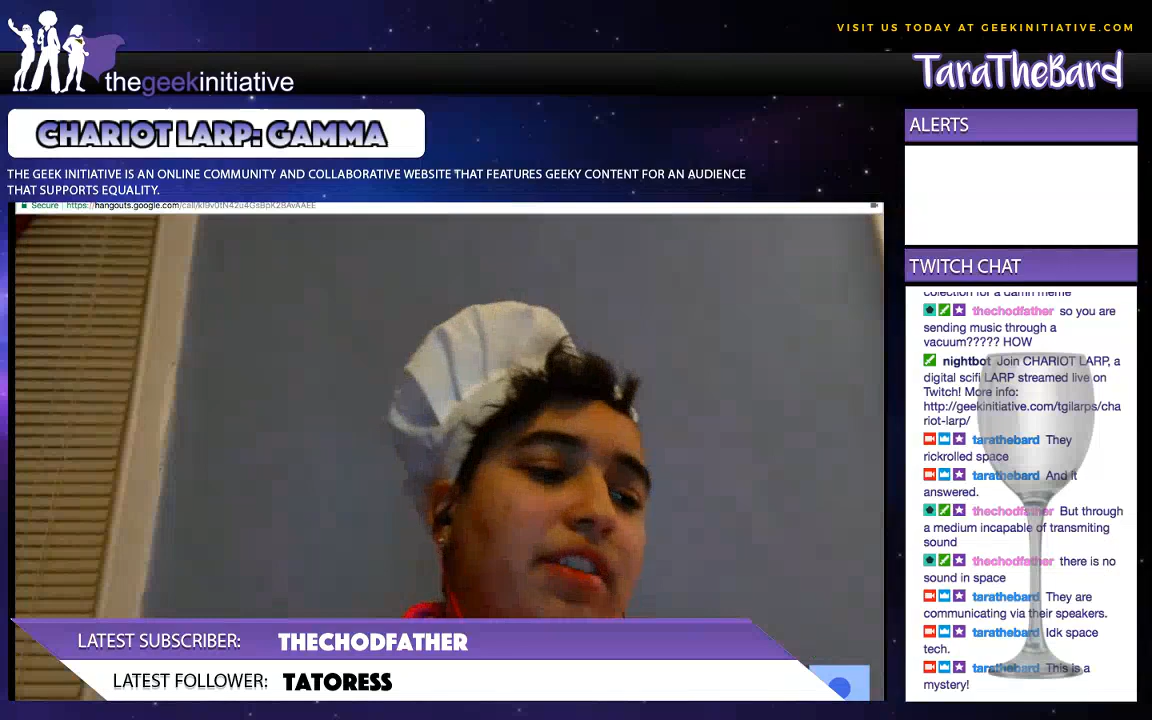 VISIT US TODAY AT GEEKINITIATIVE.COM
thegeekinitiative
TaraTheBard
CHARIOT LARP: GAMMA
THE GEEK INITIATIVE IS AN ONLINE COMMUNITY AND COLLABORATIVE WEBSITE THAT FEATURES GEEKY CONTENT FOR AN AUDIENCE
THAT SUPPORTS EQUALITY.
Secure
LATEST SUBSCRIBER: THECHODFATHER
LATEST FOLLOWER: TATORESS
ALERTS
TWITCH CHAT
colection for a damn meme
thechodfather so you are
sending music through a
vacuum????? HOW
nightbot Join CHARIOT LARP, a
digital scifi LARP streamed live on
Twitch! More info:
http://geekinitiative.com/tgilarps/cha
riot-larp/
tarathebard They
rickrolled space
tarathebard And it
answered.
thechodfather But through
a medium incapable of transmiting
sound
thechodfather there is no
sound in space
tarathebard They are
communicating via their speakers.
tarathebard Idk space
tech.
tarathebard This is a
mystery!